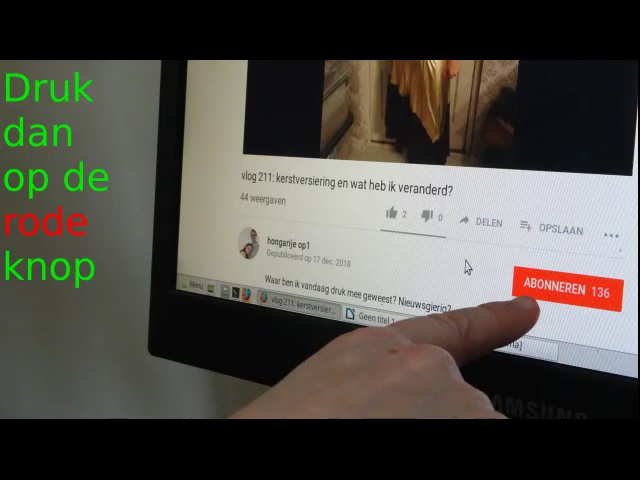 Druk
dan
op de
rode
knop
vlog 211: kerstversiering en wat heb ik veranderd?
44 weergaven
2
0
DELEN
OPSLAAN
hongarije op1
Gepubliceerd op 17 dec. 2018
ABONNEREN 136
Waar ben ik vandaag druk mee geweest? Nieuwsgierig?
Menu
vlog 211: kerstversier...
Geen titel 1
SAMSUNG